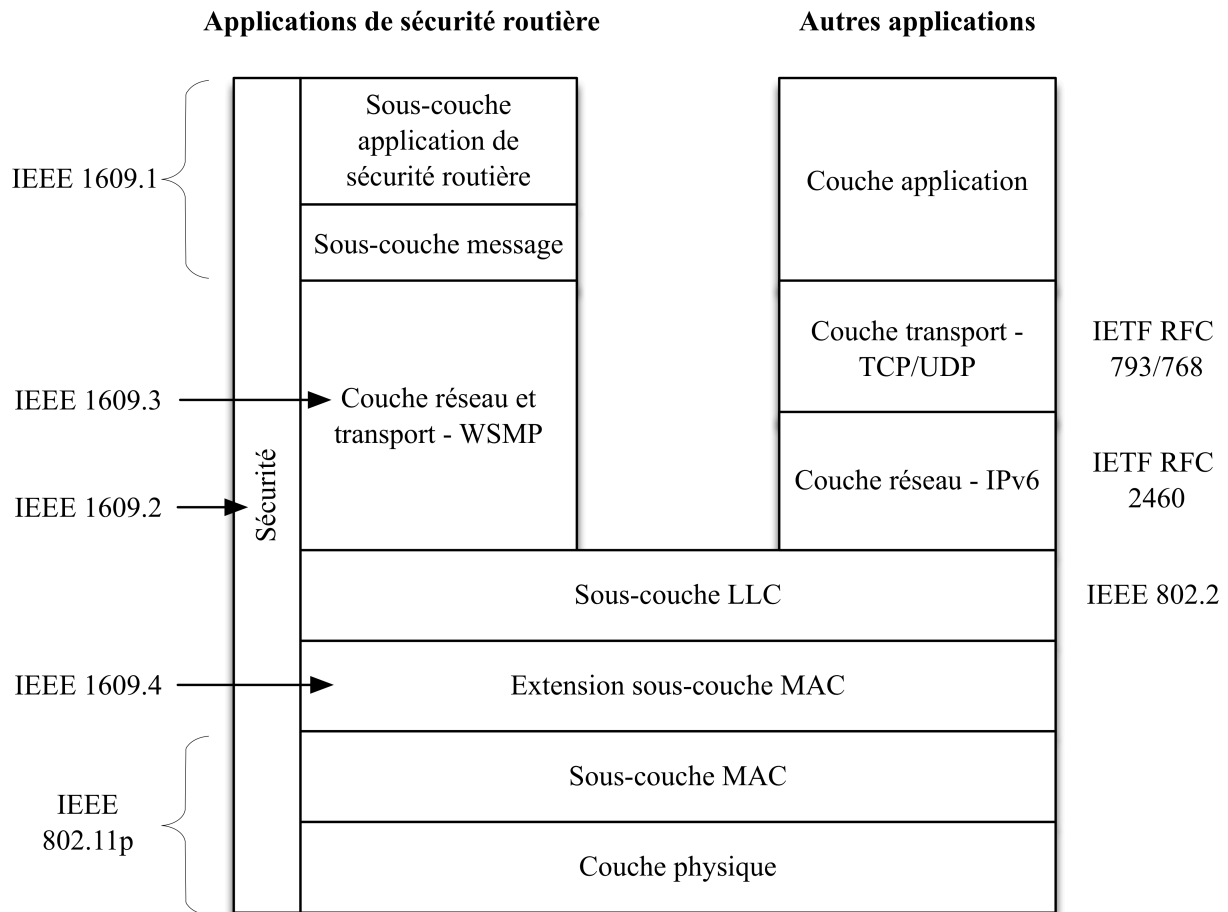 Applications de sécurité routière
Autres applications
Sous-couche
application de
sécurité routière
IEEE 1609.1
Couche application
Sous-couche message
Couche transport -
TCP/UDP
IETF RFC
793/768
IEEE 1609.3
Couche réseau et
transport - WSMP
Couche réseau - IPv6
IETF RFC
2460
IEEE 1609.2
Sécurité
Sous-couche LLC
IEEE 802.2
IEEE 1609.4
Extension sous-couche MAC
Sous-couche MAC
IEEE
802.11p
Couche physique